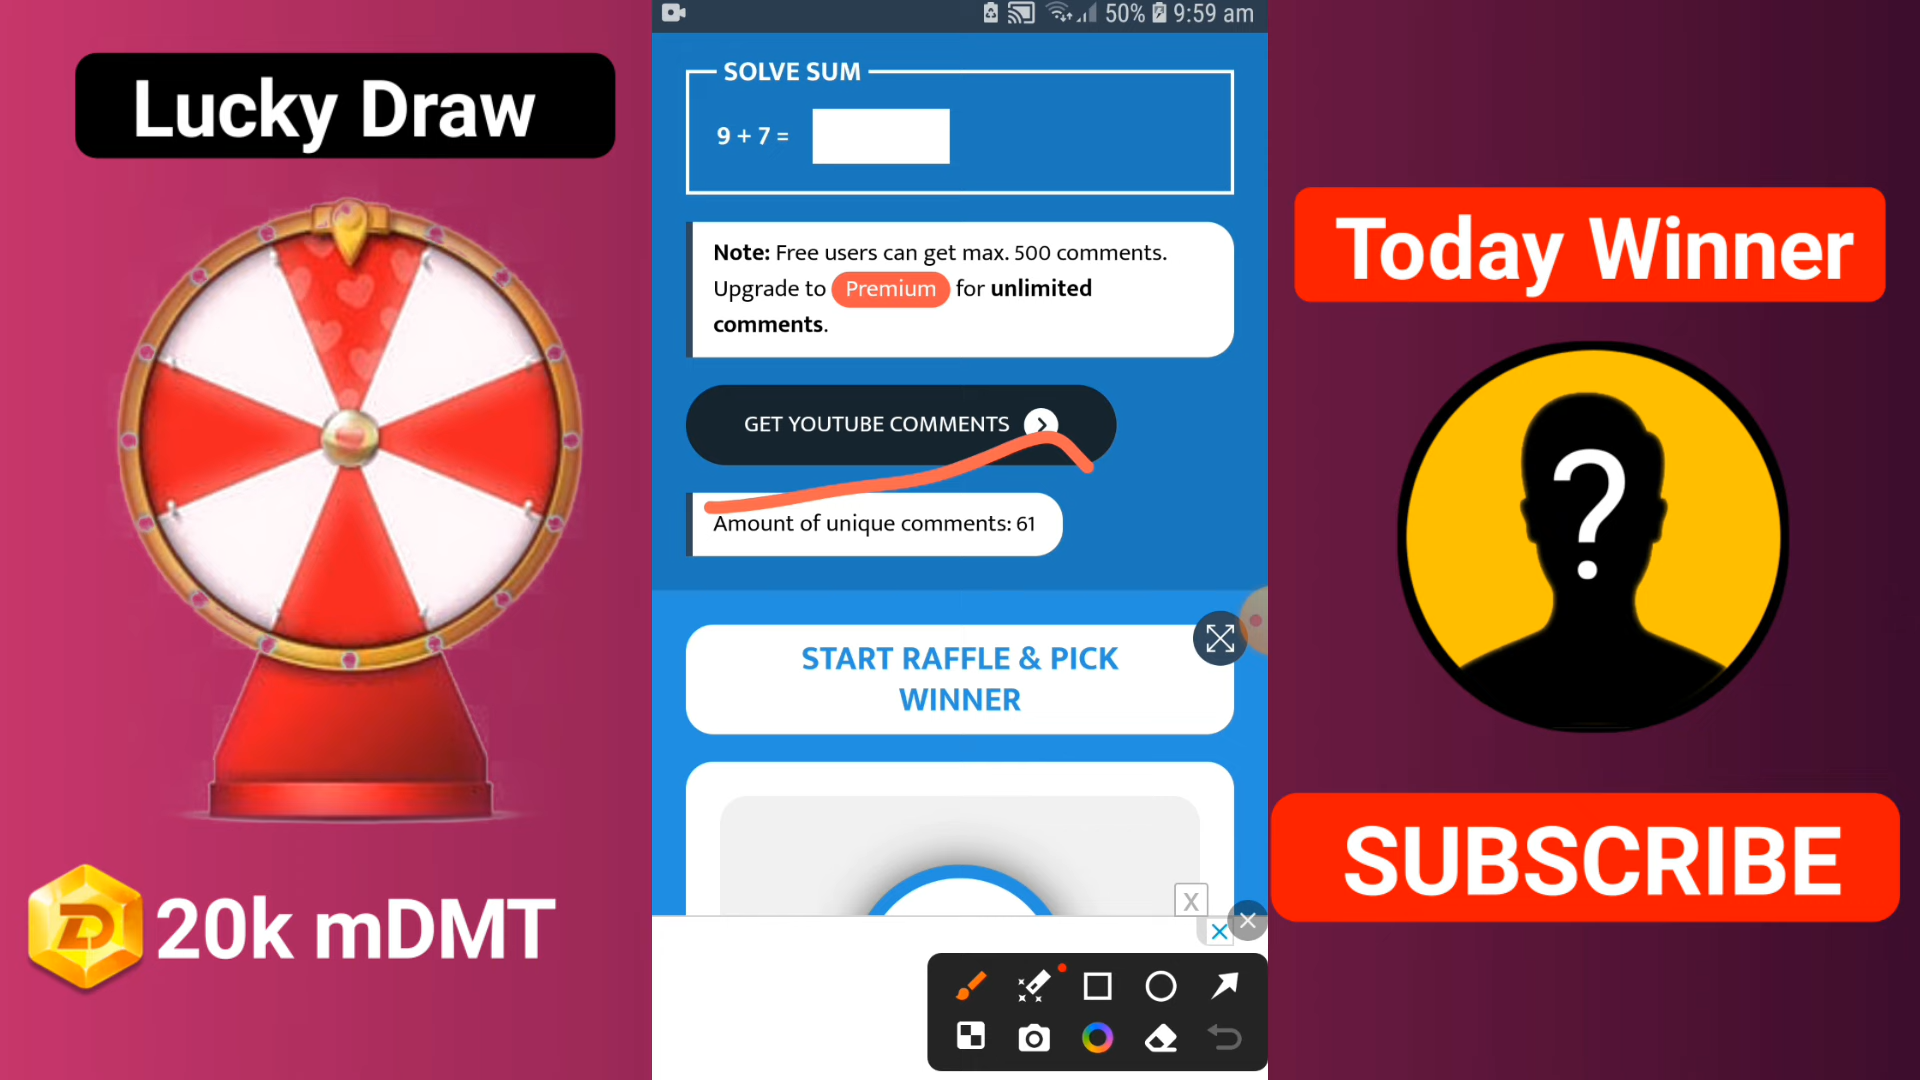 Lucky Draw
20k mDMT
50% 9:59 am
SOLVE SUM
9 + 7 =
Note: Free users can get max. 500 comments.
Upgrade to Premium for unlimited
comments.
GET YOUTUBE COMMENTS
Amount of unique comments: 61
START RAFFLE & PICK
WINNER
X
Today Winner
?
SUBSCRIBE